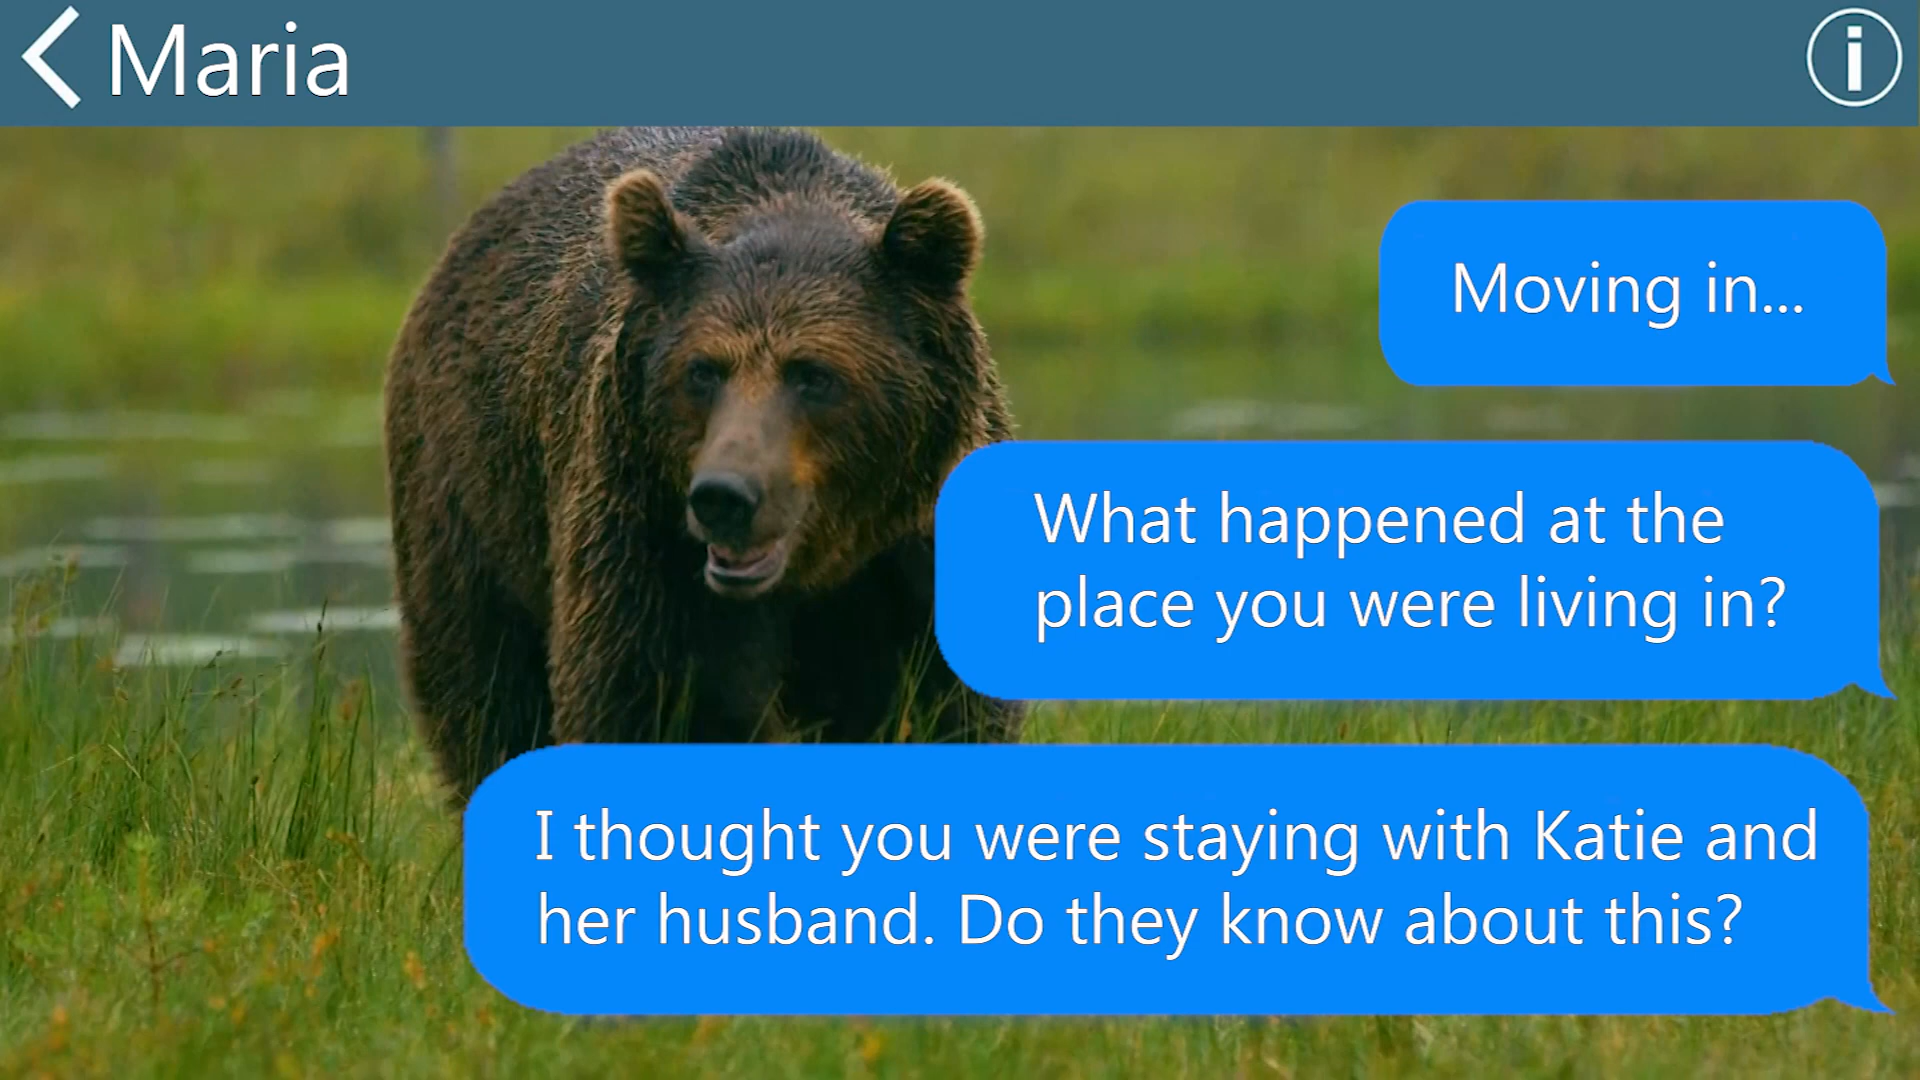 Maria
Moving in...
What happened at the
place you were living in?
I thought you were staying with Katie and
her husband. Do they know about this?